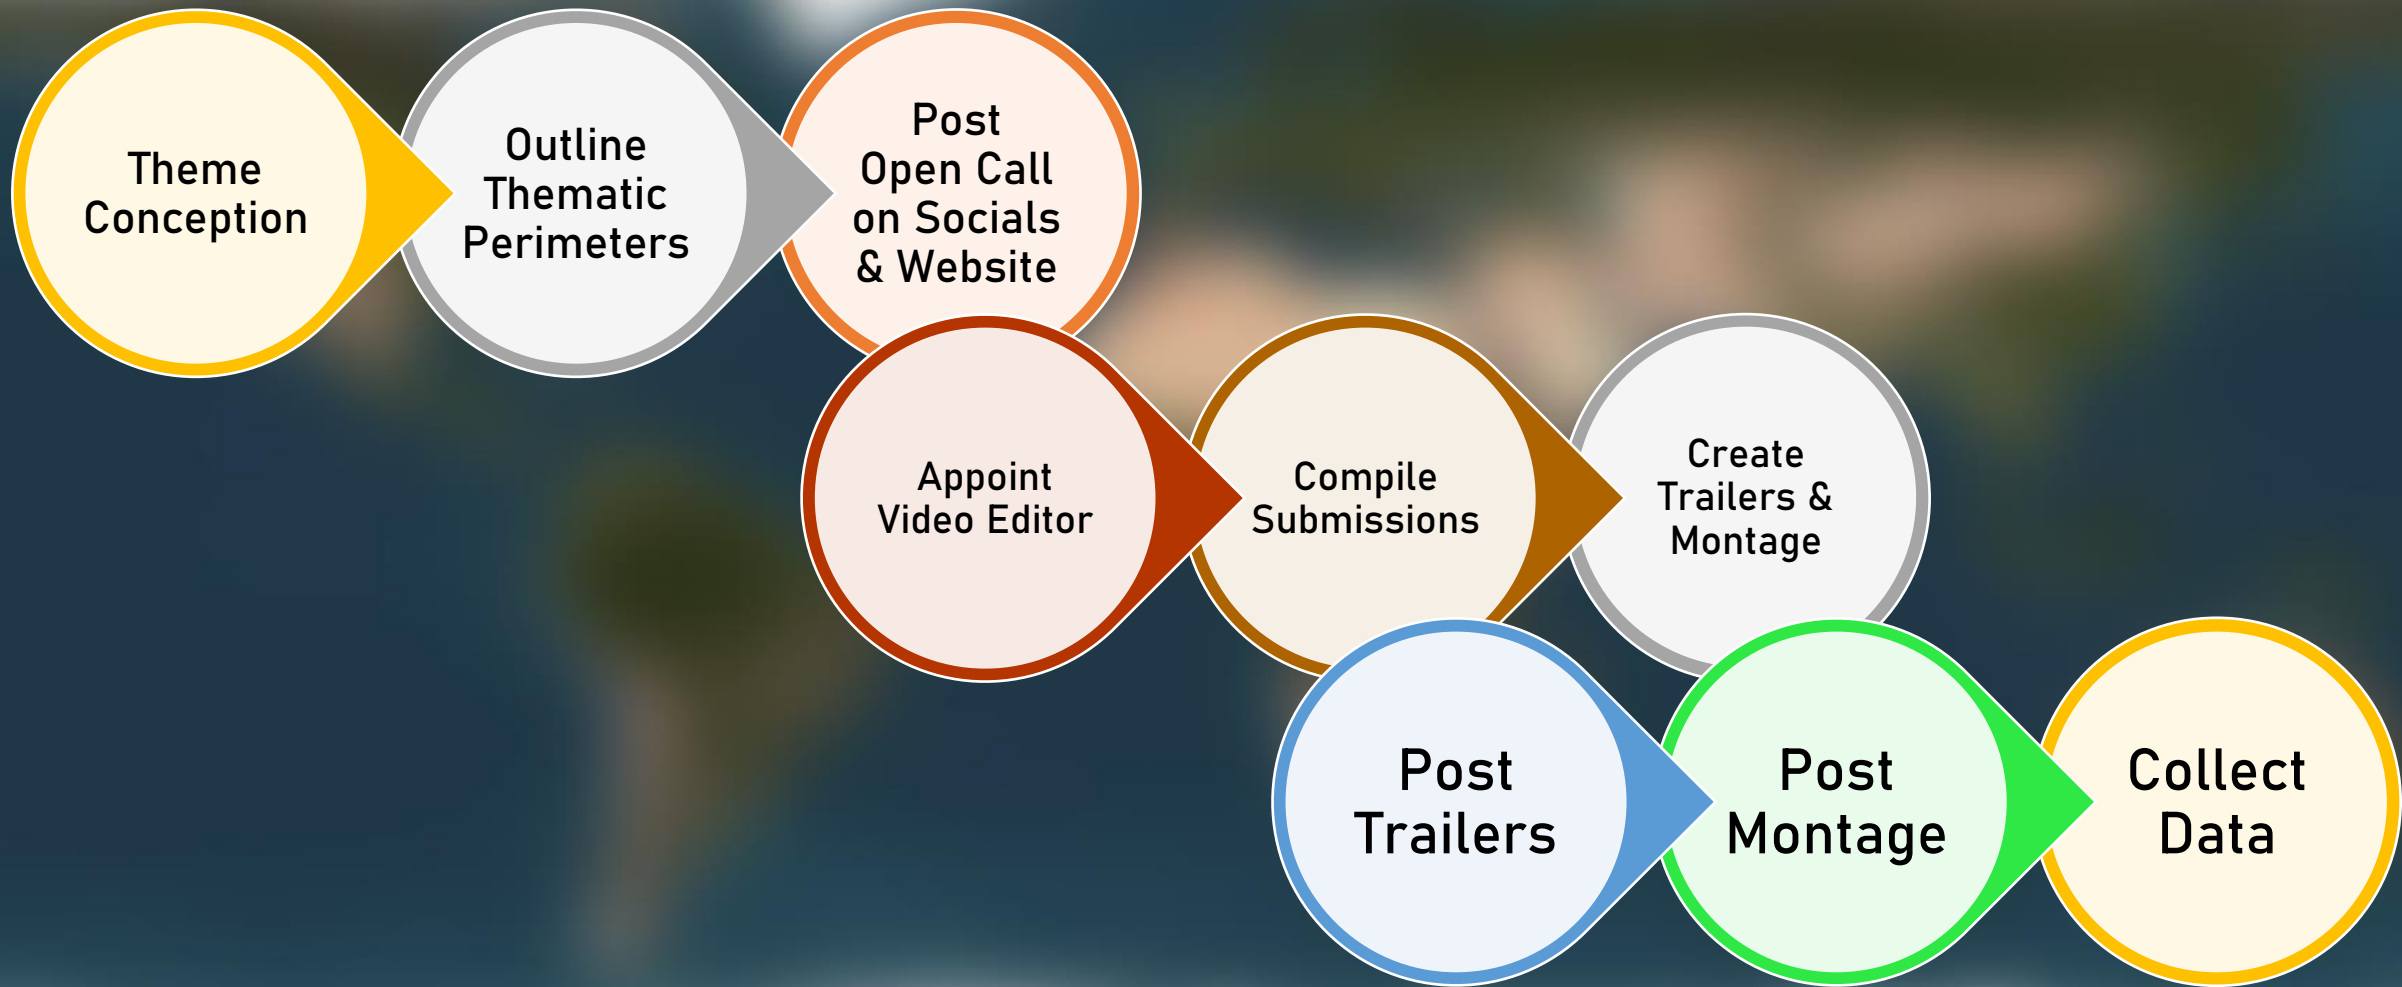 Theme
Conception
Outline
Thematic
Perimeters
Post
Open Call
on Socials
& Website
Appoint
Video Editor
Compile
Submissions
Create
Trailers &
Montage
Post
Trailers
Post
Montage
Collect
Data